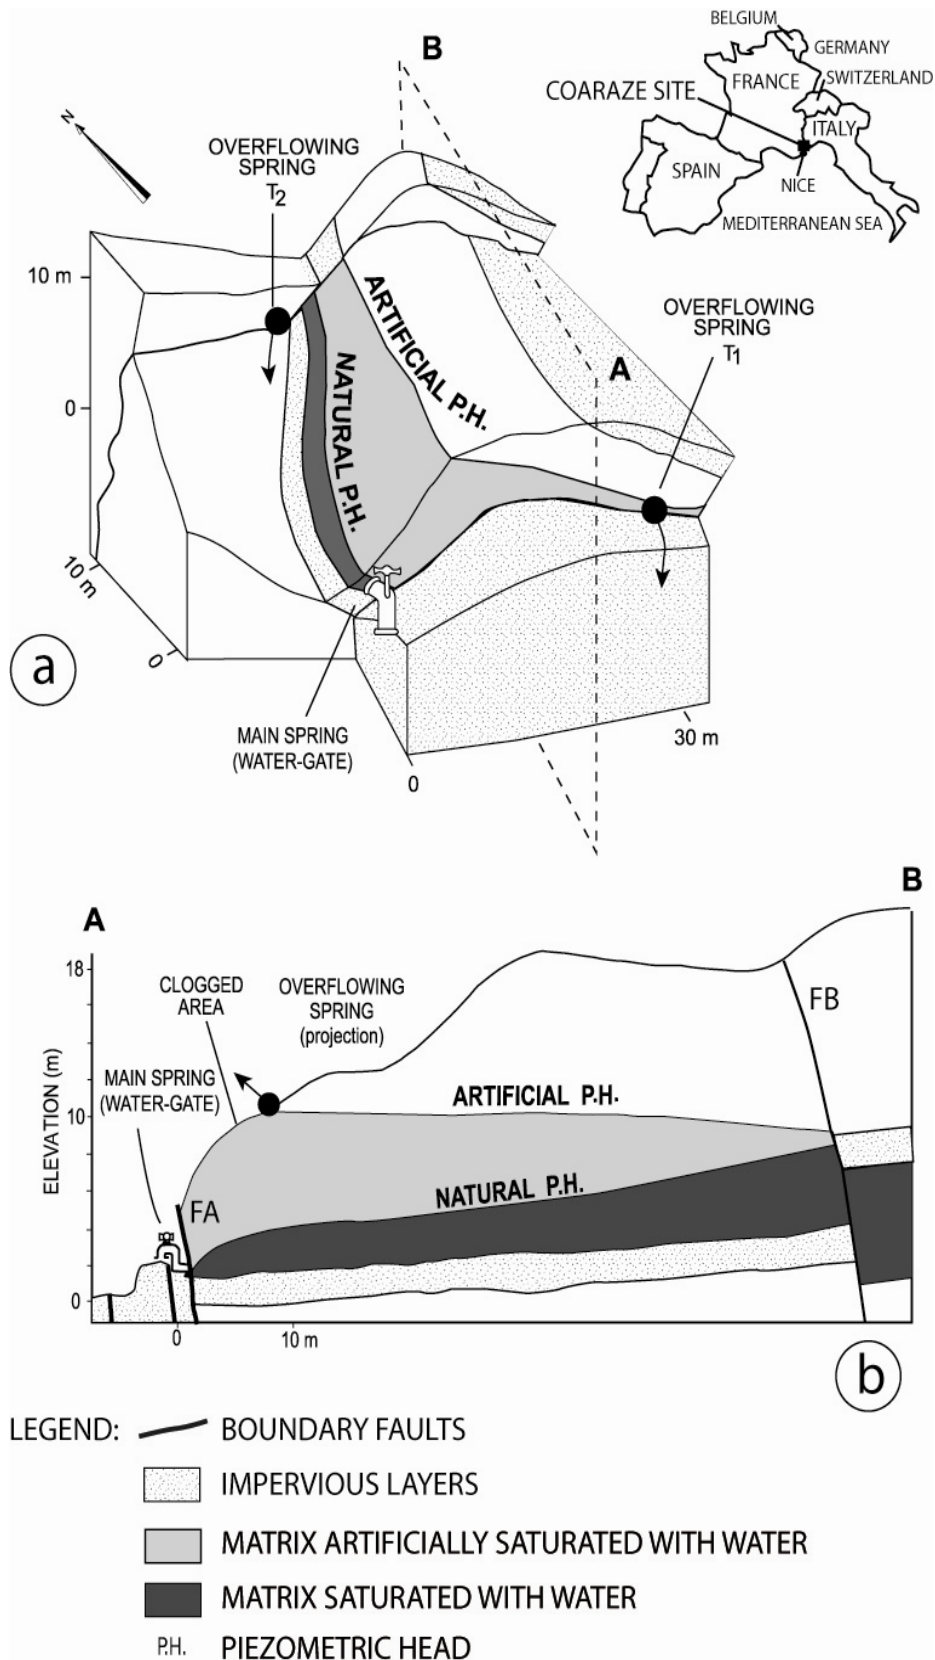 B
BELGIUM
GERMANY
COARAZE SITE
FRANCE
SWITZERLAND
N
ITALY
OVERFLOWING
SPRING
T2
SPAIN
NICE
MEDITERRANEAN SEA
10 m
ARTIFICIAL P.H.
OVERFLOWING
SPRING
T1
A
NATURAL P.H.
0
10 m
0
a
MAIN SPRING
(WATER-GATE)
30 m
0
B
A
18
CLOGGED
AREA
OVERFLOWING
SPRING
(projection)
FB
MAIN SPRING
(WATER-GATE)
ARTIFICIAL P.H.
10
ELEVATION (m)
NATURAL P.H.
FA
0
0
10 m
b
LEGEND: BOUNDARY FAULTS
IMPERVIOUS LAYERS
MATRIX ARTIFICIALLY SATURATED WITH WATER
MATRIX SATURATED WITH WATER
P.H. PIEZOMETRIC HEAD